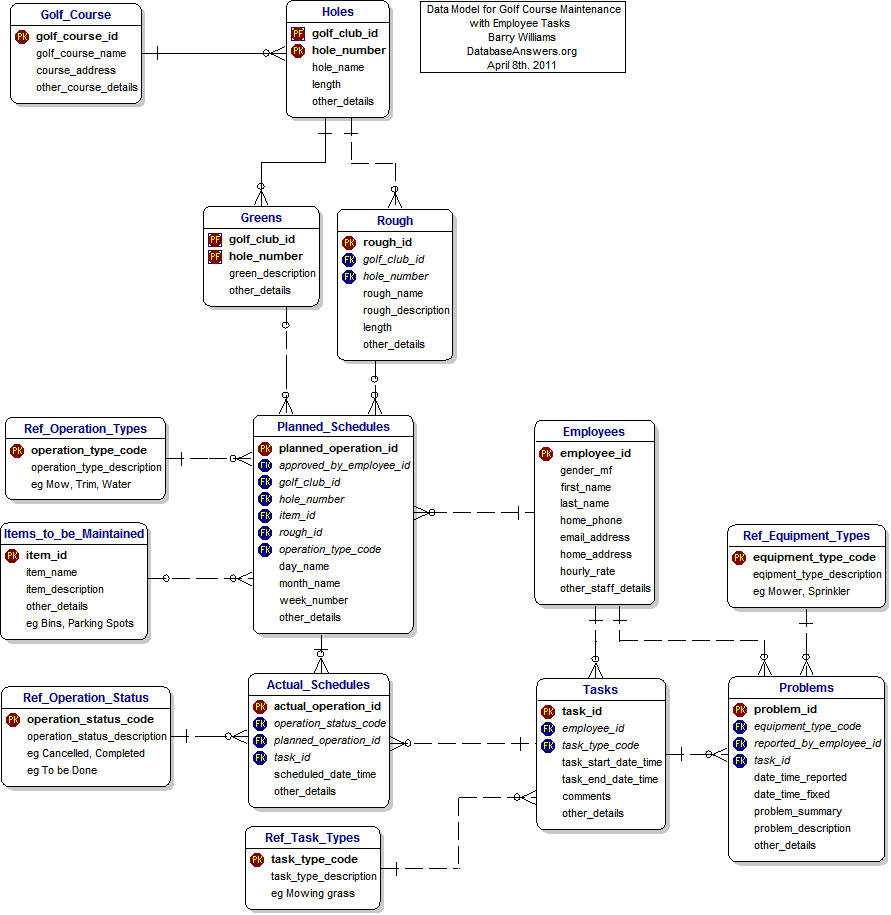 Golf_Course
PK golf_course_id
golf_course_name
course_address
other_course_details
Holes
PF golf_club_id
PK hole_number
hole_name
length
other_details
Data Model for Golf Course Maintenance
with Employee Tasks
Barry Williams
DatabaseAnswers.org
April 8th. 2011
Greens
PF golf_club_id
PF hole_number
green_description
other_details
Rough
PK rough_id
FK golf_club_id
FK hole_number
rough_name
rough_description
length
other_details
Ref_Operation_Types
PK operation_type_code
operation_type_description
eg Mow, Trim, Water
Planned_Schedules
PK planned_operation_id
FK approved_by_employee_id
FK golf_club_id
FK hole_number
FK item_id
FK rough_id
FK operation_type_code
day_name
month_name
week_number
other_details
Employees
PK employee_id
gender_mf
first_name
last_name
home_phone
email_address
home_address
hourly_rate
other_staff_details
Items_to_be_Maintained
PK item_id
item_name
item_description
other_details
eg Bins, Parking Spots
Ref_Equipment_Types
PK equipment_type_code
eqipment_type_description
eg Mower, Sprinkler
Ref_Operation_Status
PK operation_status_code
operation_status_description
eg Cancelled, Completed
eg To be Done
Actual_Schedules
PK actual_operation_id
FK operation_status_code
FK planned_operation_id
FK task_id
scheduled_date_time
other_details
Tasks
PK task_id
FK employee_id
FK task_type_code
task_start_date_time
task_end_date_time
comments
other_details
Problems
PK problem_id
FK equipment_type_code
FK reported_by_employee_id
FK task_id
date_time_reported
date_time_fixed
problem_summary
problem_description
other_details
Ref_Task_Types
PK task_type_code
task_type_description
eg Mowing grass